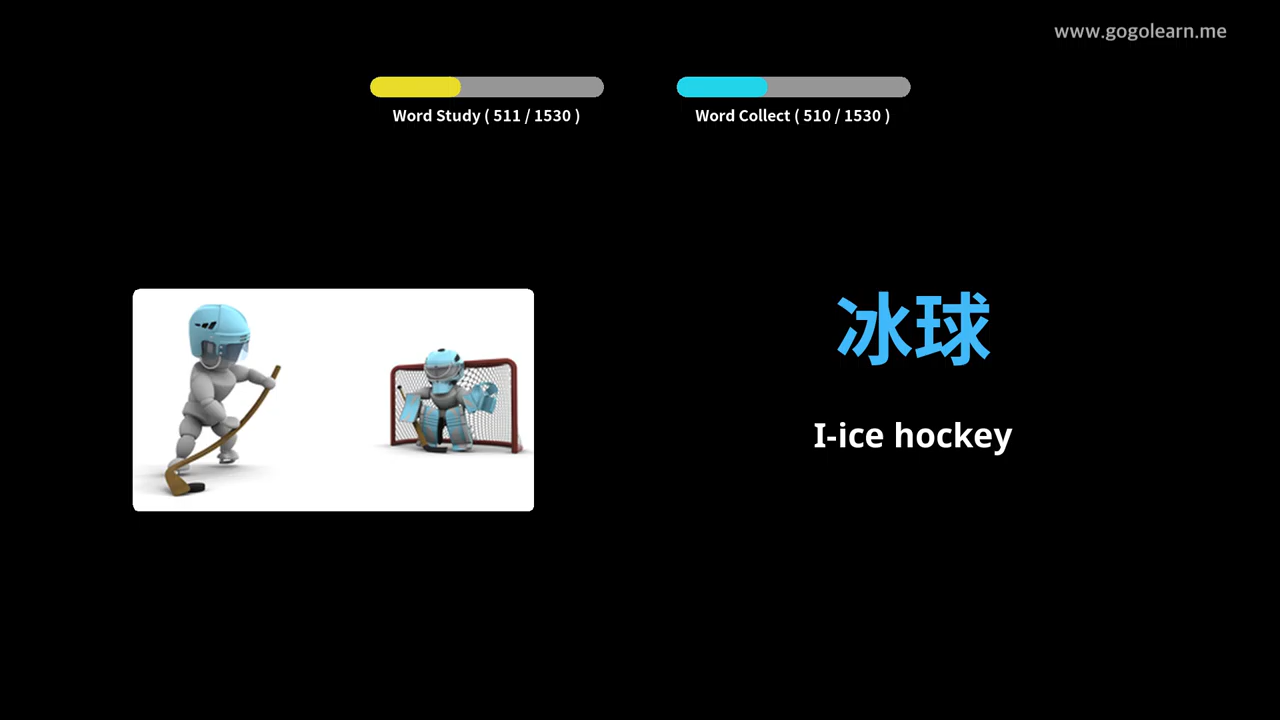 www.gogolearn.me
Word Study ( 511 / 1530 )
Word Collect ( 510 / 1530 )
冰球
I-ice hockey